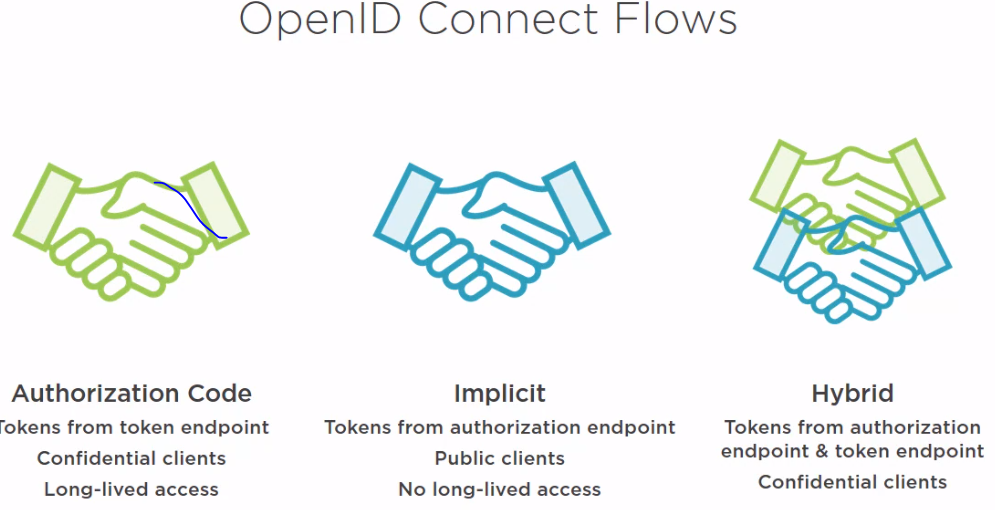 OpenID Connect Flows
Authorization Code
Tokens from token endpoint
Confidential clients
Long-lived access
Implicit
Tokens from authorization endpoint
Public clients
No long-lived access
Hybrid
Tokens from authorization
endpoint & token endpoint
Confidential clients